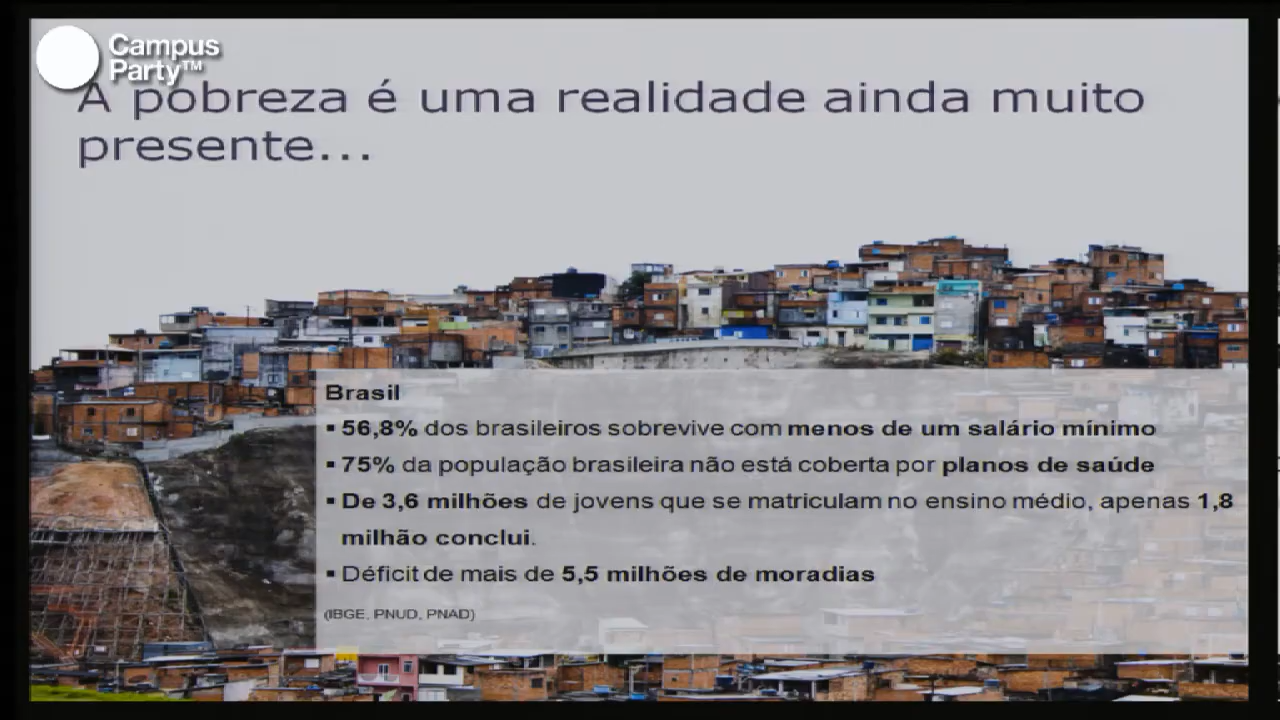 Campus
Party™
A pobreza é uma realidade ainda muito
presente...
Brasil
▪ 56,8% dos brasileiros sobrevive com menos de um salário mínimo
▪ 75% da população brasileira não está coberta por planos de saúde
▪ De 3,6 milhões de jovens que se matriculam no ensino médio, apenas 1,8
milhão conclui.
▪ Déficit de mais de 5,5 milhões de moradias
(IBGE, PNUD, PNAD)